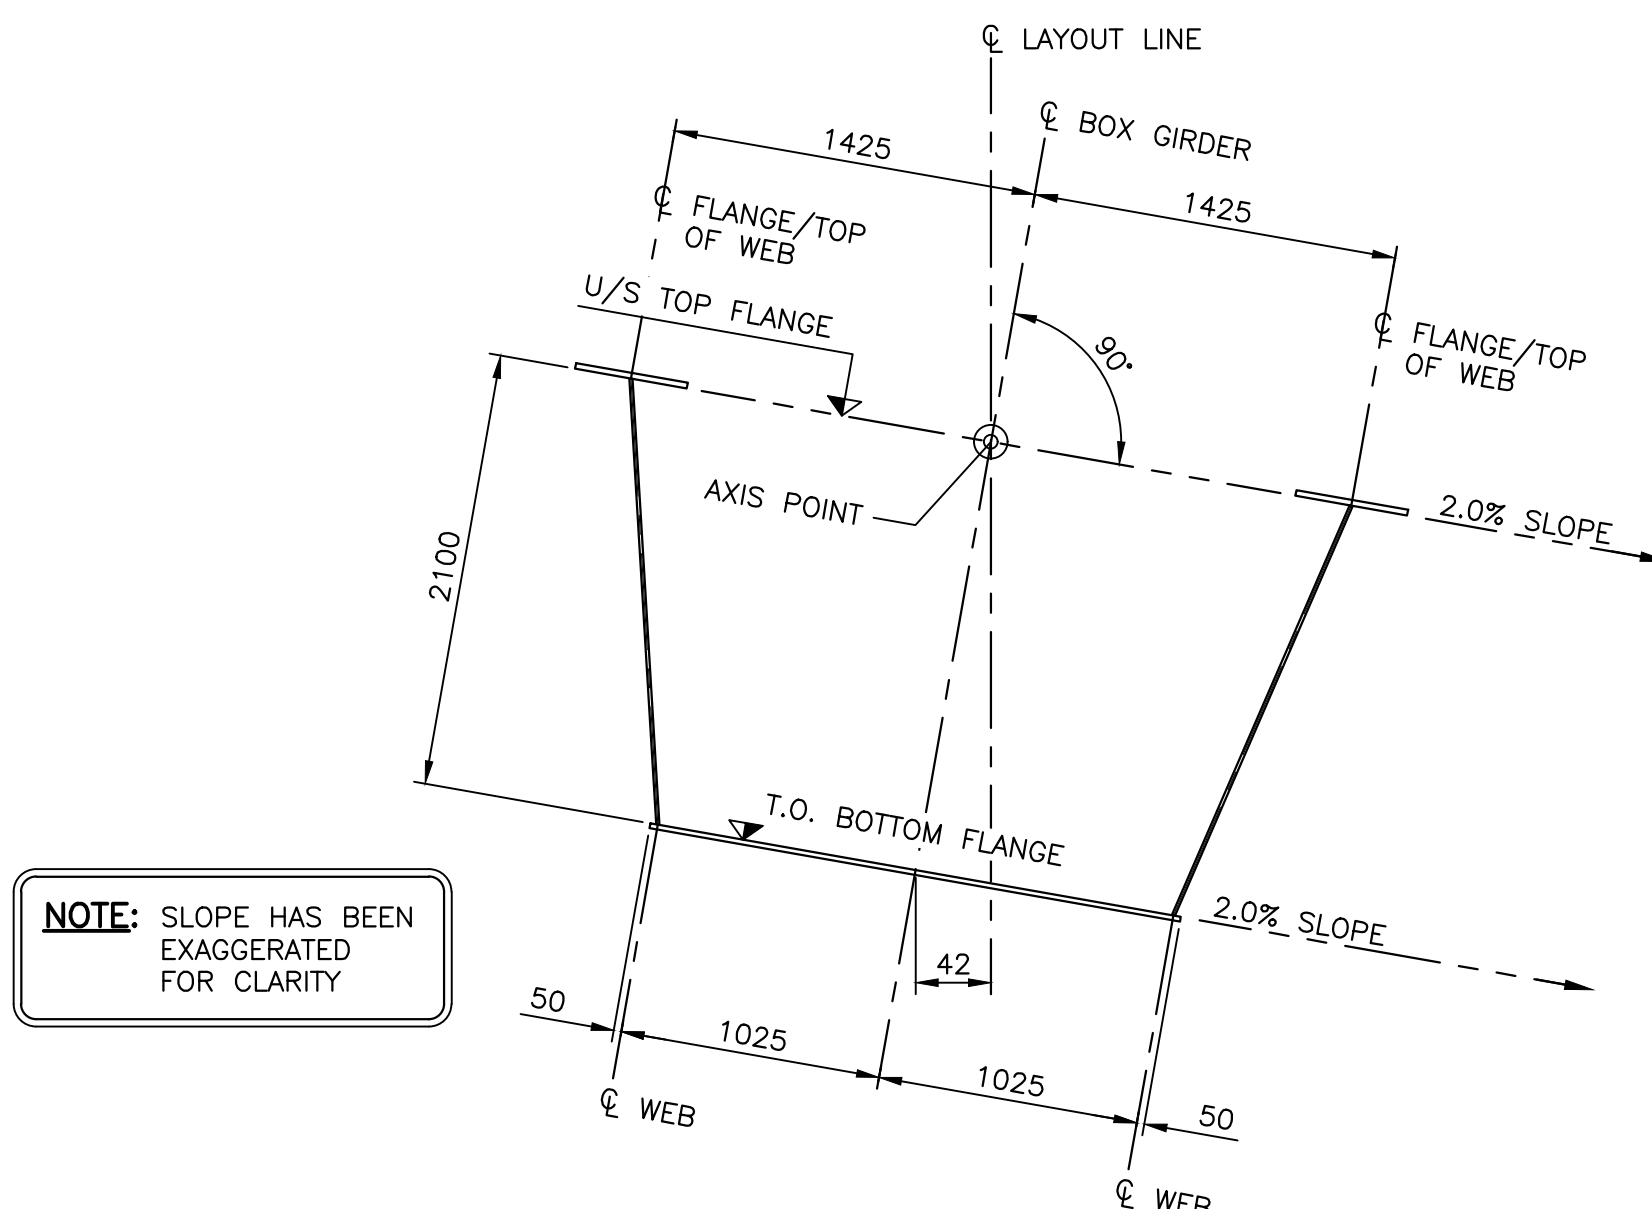 ℄ LAYOUT LINE
℄ BOX GIRDER
1425
1425
℄ FLANGE/TOP
OF WEB
U/S TOP FLANGE
90°
℄ FLANGE/TOP
OF WEB
AXIS POINT
2.0% SLOPE
2100
T.O. BOTTOM FLANGE
NOTE: SLOPE HAS BEEN
EXAGGERATED
FOR CLARITY
2.0% SLOPE
42
50
1025
1025
50
℄ WEB
℄ WEB